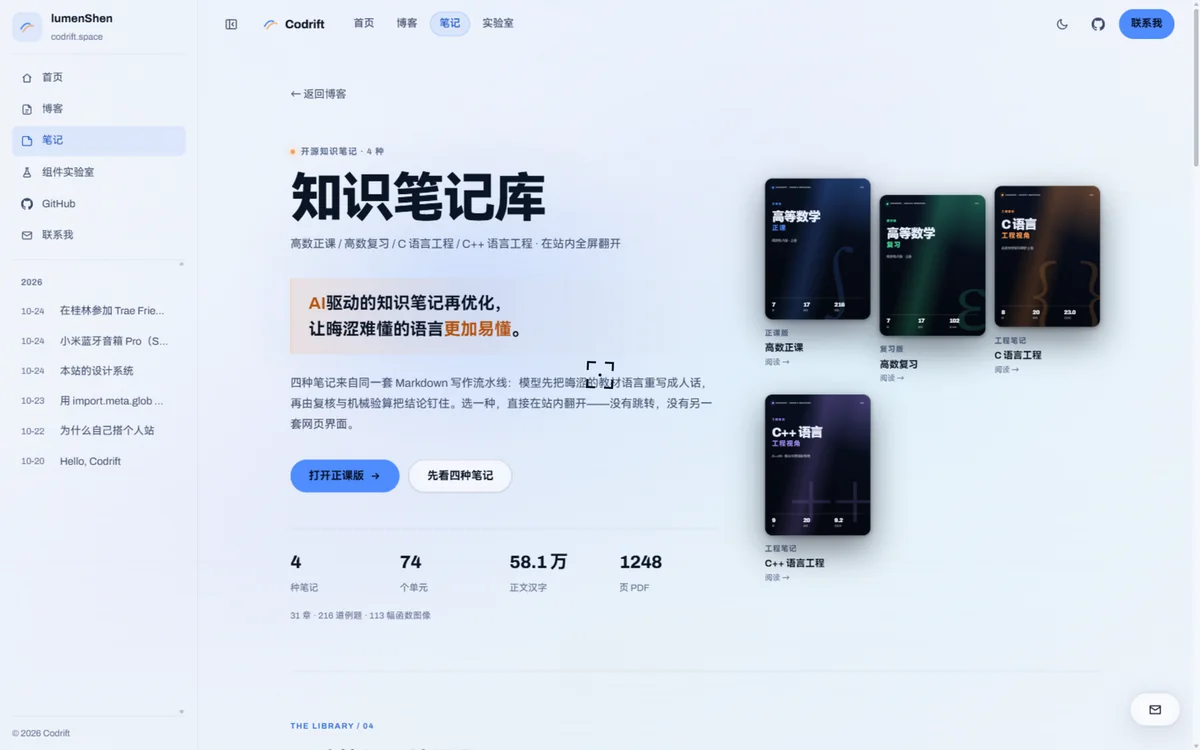 lumenShen
codrift.space
首页
博客
笔记
组件实验室
GitHub
联系我
2026
10-24 在桂林参加 Trae Frie...
10-24 小米蓝牙音箱 Pro（S...
10-24 本站的设计系统
10-23 用 import.meta.glob ...
10-22 为什么自己搭个人站
10-20 Hello, Codrift
© 2026 Codrift
Codrift 首页 博客 笔记 实验室
联系我
← 返回博客
开源知识笔记 · 4 种
知识笔记库
高数正课 / 高数复习 / C 语言工程 / C++ 语言工程 · 在站内全屏翻开
AI驱动的知识笔记再优化，
让晦涩难懂的语言更加易懂。
四种笔记来自同一套 Markdown 写作流水线：模型先把晦涩的教材语言重写成人话，
再由复核与机械验算把结论钉住。选一种，直接在站内翻开——没有跳转，没有另一
套网页界面。
打开正课版 →
先看四种笔记
4 74 58.1 万 1248
种笔记 个单元 正文汉字 页 PDF
31 章 · 216 道例题 · 113 幅函数图像
高等数学
正课
7 17 216
正课版
高数正课
阅读 →
高等数学
复习
7 17 102
复习版
高数复习
阅读 →
C 语言
工程视角
8 20 23.0
工程笔记
C 语言工程
阅读 →
C++ 语言
工程视角
9 20 9.2
工程笔记
C++ 语言工程
阅读 →
THE LIBRARY / 04